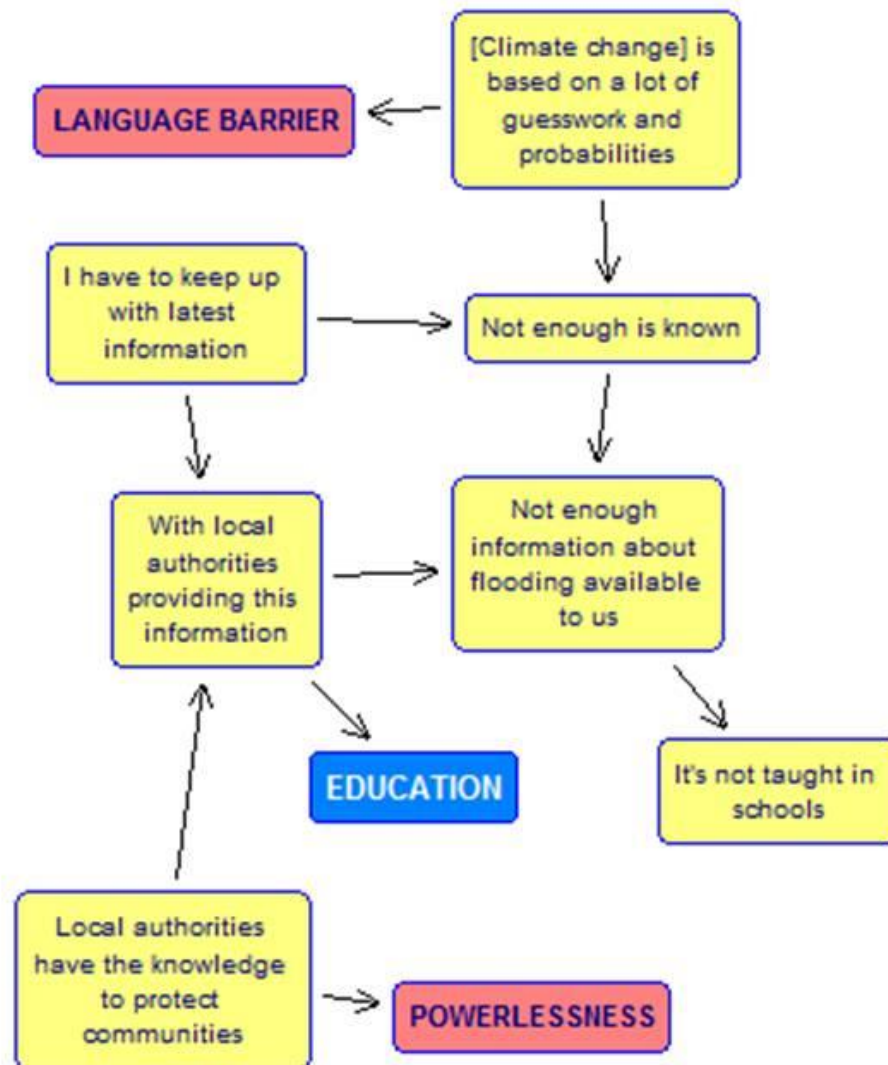 [Climate change] is
based on a lot of
guesswork and
probabilities
LANGUAGE BARRIER
I have to keep up
with latest
information
Not enough is known
With local
authorities
providing this
information
Not enough
information about
flooding available
to us
EDUCATION
It's not taught in
schools
Local authorities
have the knowledge
to protect
communities
POWERLESSNESS